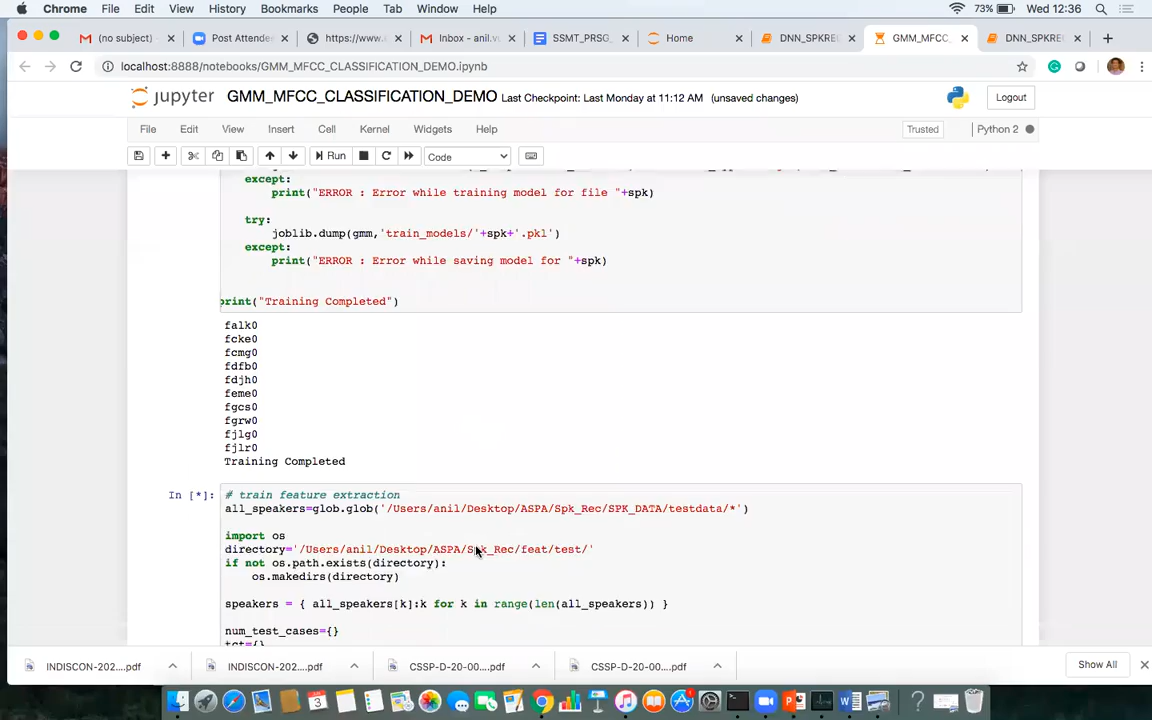 Chrome File Edit View History Bookmarks People Tab Window Help 73% Wed 12:36
(no subject) - Post Attende Inbox - anil.v SSMT_PRSG_ Home DNN_SPKRE GMM_MFCC_ DNN_SPKRE
localhost:8888/notebooks/GMM_MFCC_CLASSIFICATION_DEMO.ipynb
jupyter GMM_MFCC_CLASSIFICATION_DEMO Last Checkpoint: Last Monday at 11:12 AM (unsaved changes) Logout
File Edit View Insert Cell Kernel Widgets Help Trusted Python 2
Run Code
except:
print("ERROR : Error while training model for file "+spk)
try:
joblib.dump(gmm,'train_models/'+spk+'.pkl')
except:
print("ERROR : Error while saving model for "+spk)
print("Training Completed")
falk0
fcke0
fcmg0
fdfb0
fdjh0
feme0
fgcs0
fgrw0
fjlg0
fjlr0
Training Completed
In [*]: # train feature extraction
all_speakers=glob.glob('/Users/anil/Desktop/ASPA/Spk_Rec/SPK_DATA/testdata/*')
import os
directory='/Users/anil/Desktop/ASPA/Spk_Rec/feat/test/'
if not os.path.exists(directory):
os.makedirs(directory)
speakers = { all_speakers[k]:k for k in range(len(all_speakers)) }
num_test_cases={}
tct={}
INDISCON-202....pdf INDISCON-202....pdf CSSP-D-20-00....pdf CSSP-D-20-00....pdf Show All